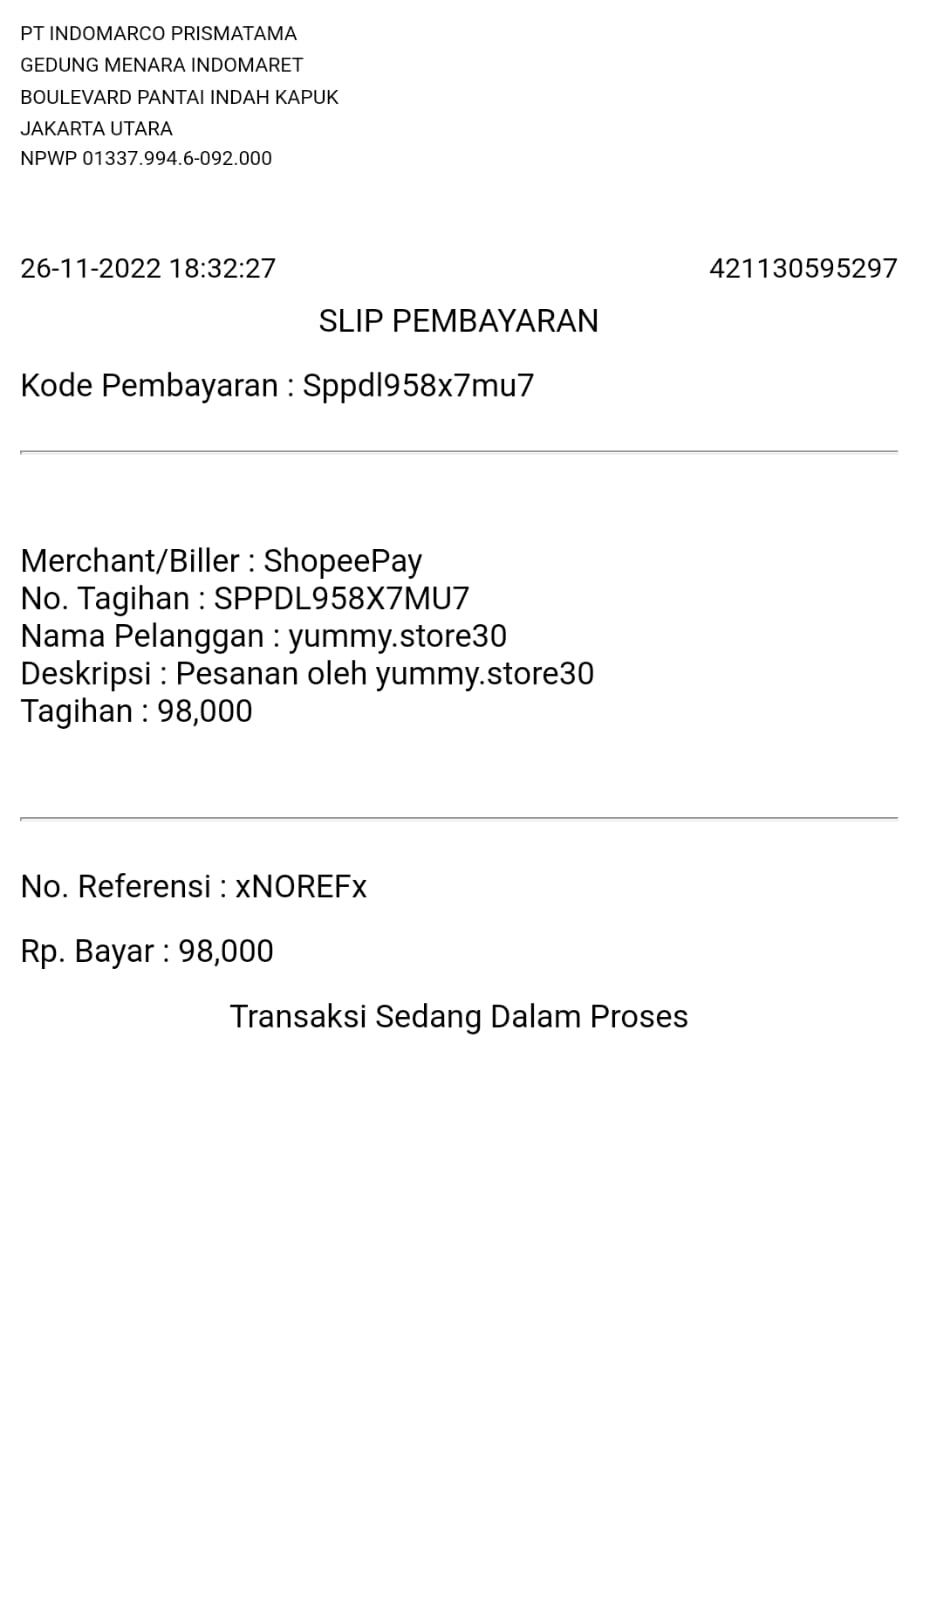 PT INDOMARCO PRISMATAMA
GEDUNG MENARA INDOMARET
BOULEVARD PANTAI INDAH KAPUK
JAKARTA UTARA
NPWP 01337.994.6-092.000
26-11-2022 18:32:27 421130595297
SLIP PEMBAYARAN
Kode Pembayaran : Sppdl958x7mu7
Merchant/Biller : ShopeePay
No. Tagihan : SPPDL958X7MU7
Nama Pelanggan : yummy.store30
Deskripsi : Pesanan oleh yummy.store30
Tagihan : 98,000
No. Referensi : xNOREFx
Rp. Bayar : 98,000
Transaksi Sedang Dalam Proses